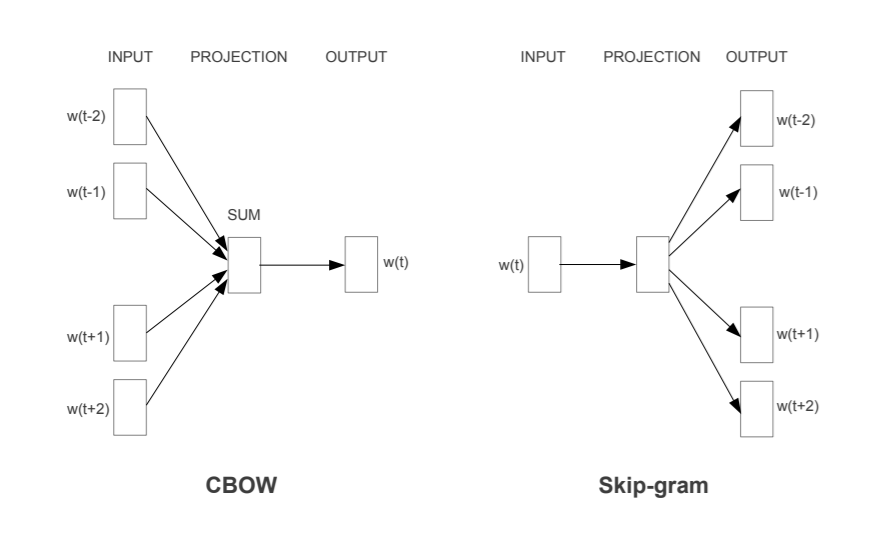 INPUT PROJECTION OUTPUT
w(t-2)
w(t-1)
SUM
w(t)
w(t+1)
w(t+2)
CBOW
INPUT PROJECTION OUTPUT
w(t-2)
w(t-1)
w(t)
w(t+1)
w(t+2)
Skip-gram